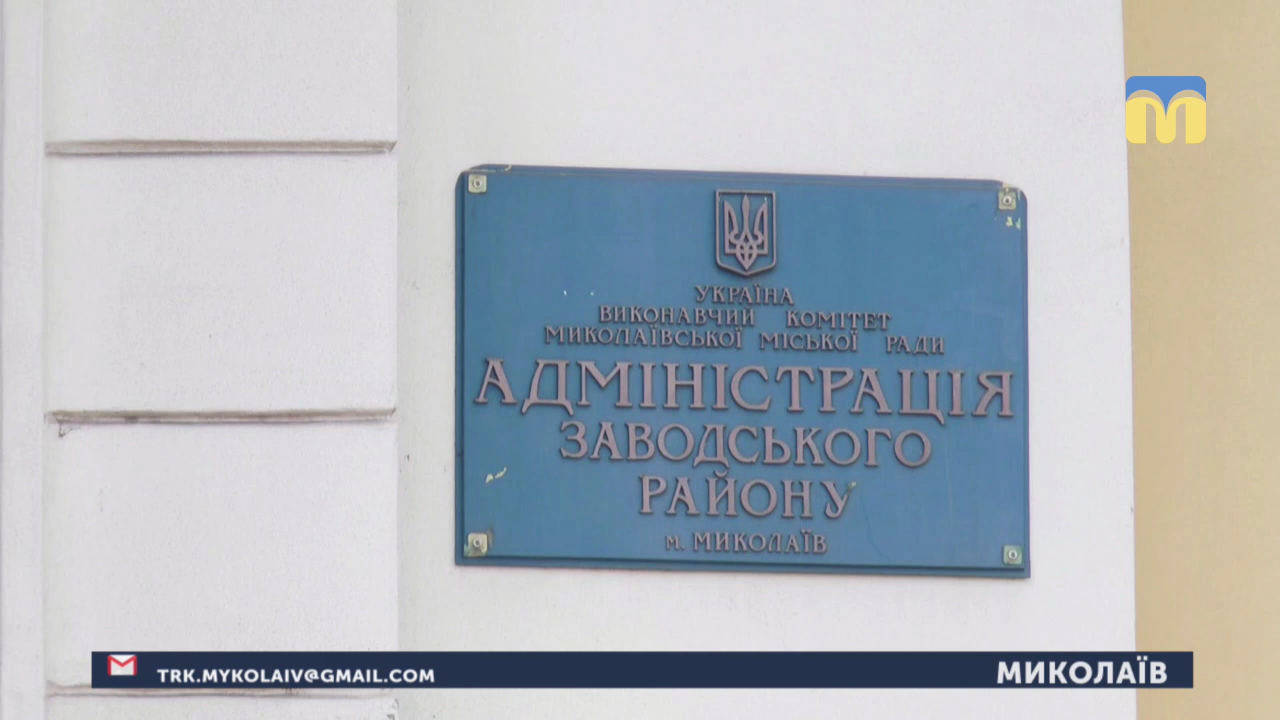 УКРАЇНА
ВИКОНАВЧИЙ КОМІТЕТ
МИКОЛАЇВСЬКОЇ МІСЬКОЇ РАДИ
АДМІНІСТРАЦІЯ
ЗАВОДСЬКОГО
РАЙОНУ
м. МИКОЛАЇВ
TRK.MYKOLAIV@GMAIL.COM
МИКОЛАЇВ